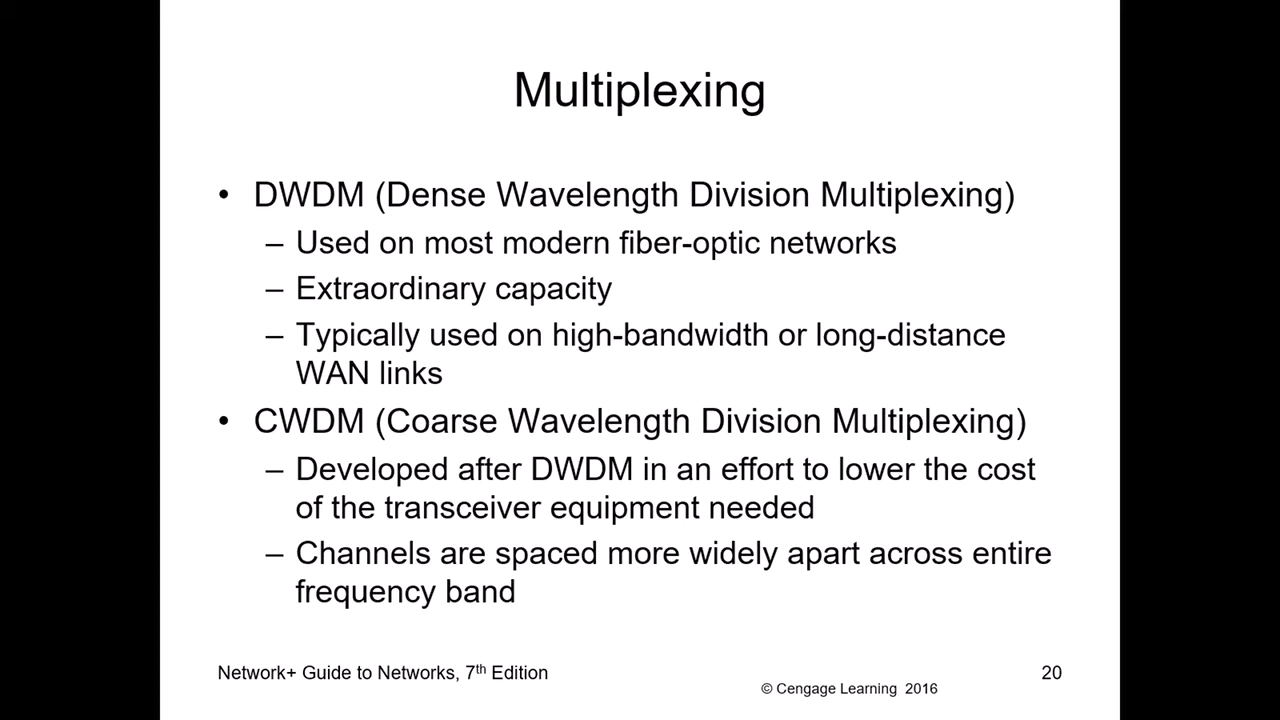 Multiplexing
• DWDM (Dense Wavelength Division Multiplexing)
– Used on most modern fiber-optic networks
– Extraordinary capacity
– Typically used on high-bandwidth or long-distance
WAN links
• CWDM (Coarse Wavelength Division Multiplexing)
– Developed after DWDM in an effort to lower the cost
of the transceiver equipment needed
– Channels are spaced more widely apart across entire
frequency band
Network+ Guide to Networks, 7th Edition
© Cengage Learning 2016
20